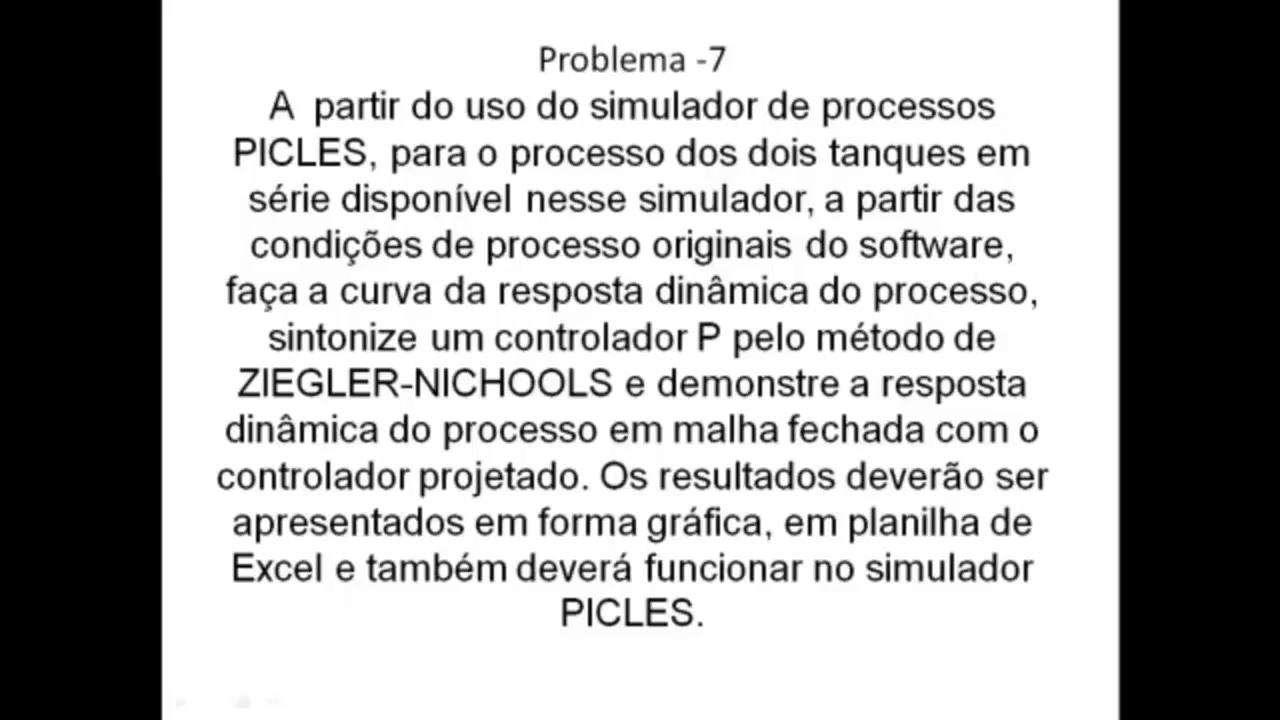 Problema -7
A partir do uso do simulador de processos
PICLES, para o processo dos dois tanques em
série disponível nesse simulador, a partir das
condições de processo originais do software,
faça a curva da resposta dinâmica do processo,
sintonize um controlador P pelo método de
ZIEGLER-NICHOOLS e demonstre a resposta
dinâmica do processo em malha fechada com o
controlador projetado. Os resultados deverão ser
apresentados em forma gráfica, em planilha de
Excel e também deverá funcionar no simulador
PICLES.